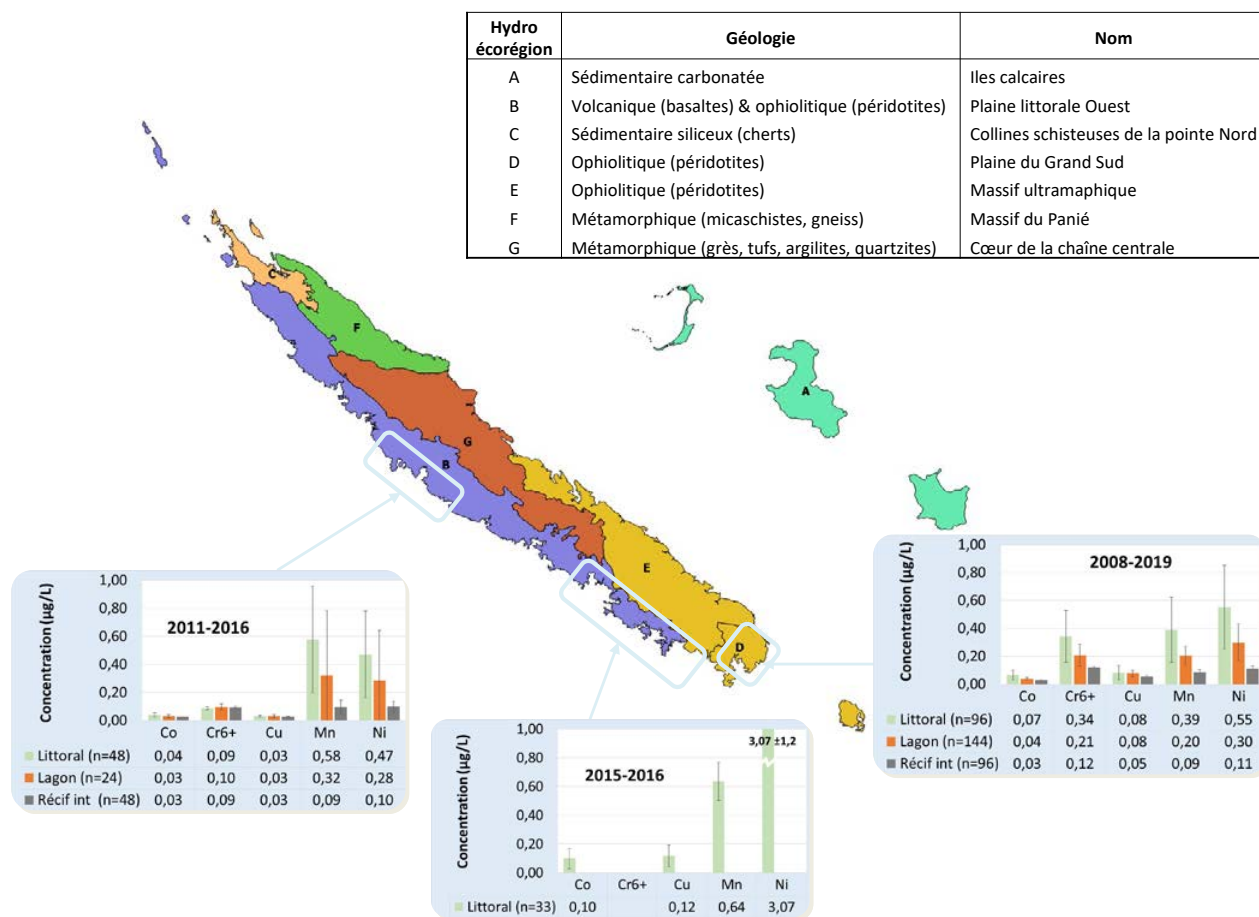 Hydro écorégion Géologie Nom
A Sédimentaire carbonatée Iles calcaires
B Volcanique (basaltes) & ophiolitique (péridotites) Plaine littorale Ouest
C Sédimentaire siliceux (cherts) Collines schisteuses de la pointe Nord
D Ophiolitique (péridotites) Plaine du Grand Sud
E Ophiolitique (péridotites) Massif ultramaphique
F Métamorphique (micaschistes, gneiss) Massif du Panié
G Métamorphique (grès, tufs, argilites, quartzites) Cœur de la chaîne centrale
C
F
A
G
B
E
D
Concentration (µg/L)
1,00
0,80
0,60
0,40
0,20
0,00
2011-2016
Co Cr6+ Cu Mn Ni
Littoral (n=48) 0,04 0,09 0,03 0,58 0,47
Lagon (n=24) 0,03 0,10 0,03 0,32 0,28
Récif int (n=48) 0,03 0,09 0,03 0,09 0,10
Concentration (µg/L)
1,00
0,80
0,60
0,40
0,20
0,00
3,07 ±1,2
2015-2016
Co Cr6+ Cu Mn Ni
Littoral (n=33) 0,10 0,12 0,64 3,07
Concentration (µg/L)
1,00
0,80
0,60
0,40
0,20
0,00
2008-2019
Co Cr6+ Cu Mn Ni
Littoral (n=96) 0,07 0,34 0,08 0,39 0,55
Lagon (n=144) 0,04 0,21 0,08 0,20 0,30
Récif int (n=96) 0,03 0,12 0,05 0,09 0,11